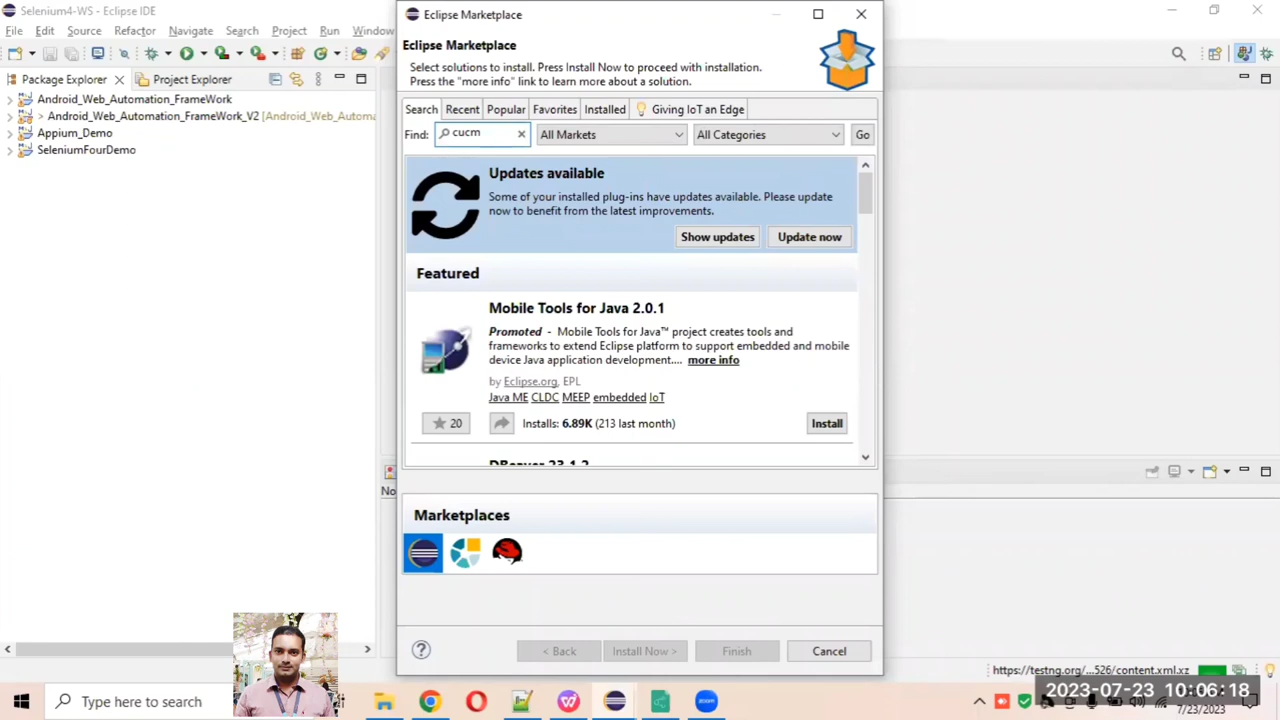 Selenium4-WS - Eclipse IDE
File Edit Source Refactor Navigate Search Project Run Window
Package Explorer
Project Explorer
Android_Web_Automation_FrameWork
> Android_Web_Automation_FrameWork_V2 [Android_Web_Automa
Appium_Demo
SeleniumFourDemo
Eclipse Marketplace
Eclipse Marketplace
Select solutions to install. Press Install Now to proceed with installation.
Press the "more info" link to learn more about a solution.
Search Recent Popular Favorites Installed Giving IoT an Edge
Find: cucm All Markets All Categories Go
Updates available
Some of your installed plug-ins have updates available. Please update
now to benefit from the latest improvements.
Show updates Update now
Featured
Mobile Tools for Java 2.0.1
Promoted - Mobile Tools for Java™ project creates tools and
frameworks to extend Eclipse platform to support embedded and mobile
device Java application development.... more info
by Eclipse.org, EPL
Java ME CLDC MEEP embedded IoT
20 Installs: 6.89K (213 last month) Install
DBeaver 23.1.2
Marketplaces
< Back Install Now > Finish Cancel
No
https://testng.org/...526/content.xml.xz
Type here to search
zoom
2023-07-23 10:06:18
7/23/2023